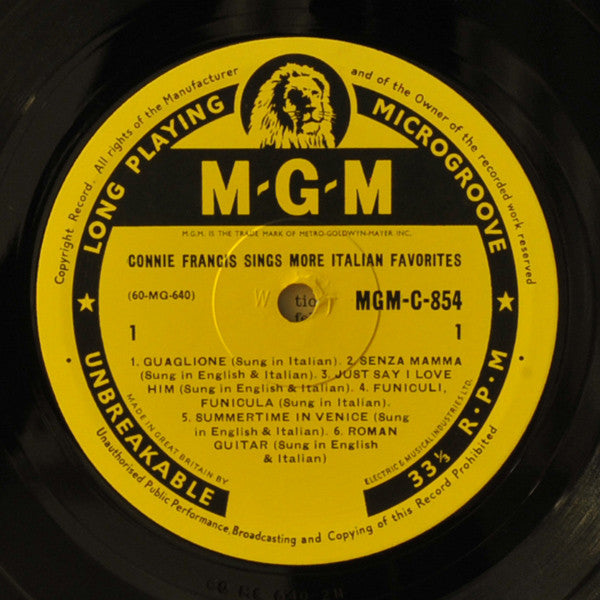 Copyright Record. All rights of the Manufacturer
and of the Owner of the recorded work reserved
LONG PLAYING
MICROGROOVE
M-G-M
M.G.M. IS THE TRADE MARK OF METRO-GOLDWYN-MAYER INC.
CONNIE FRANCIS SINGS MORE ITALIAN FAVORITES
(60-MG-640)
MGM-C-854
1
1
1. GUAGLIONE (Sung in Italian). 2. SENZA MAMMA
(Sung in English & Italian). 3. JUST SAY I LOVE
HIM (Sung in English & Italian). 4. FUNICULI,
FUNICULA (Sung in Italian).
5. SUMMERTIME IN VENICE (Sung
in English & Italian). 6. ROMAN
GUITAR (Sung in English
& Italian)
UNBREAKABLE
33⅓ R·P·M
MADE IN GREAT BRITAIN BY
ELECTRIC & MUSICAL INDUSTRIES LTD.
Unauthorised Public Performance, Broadcasting and Copying of this Record Prohibited